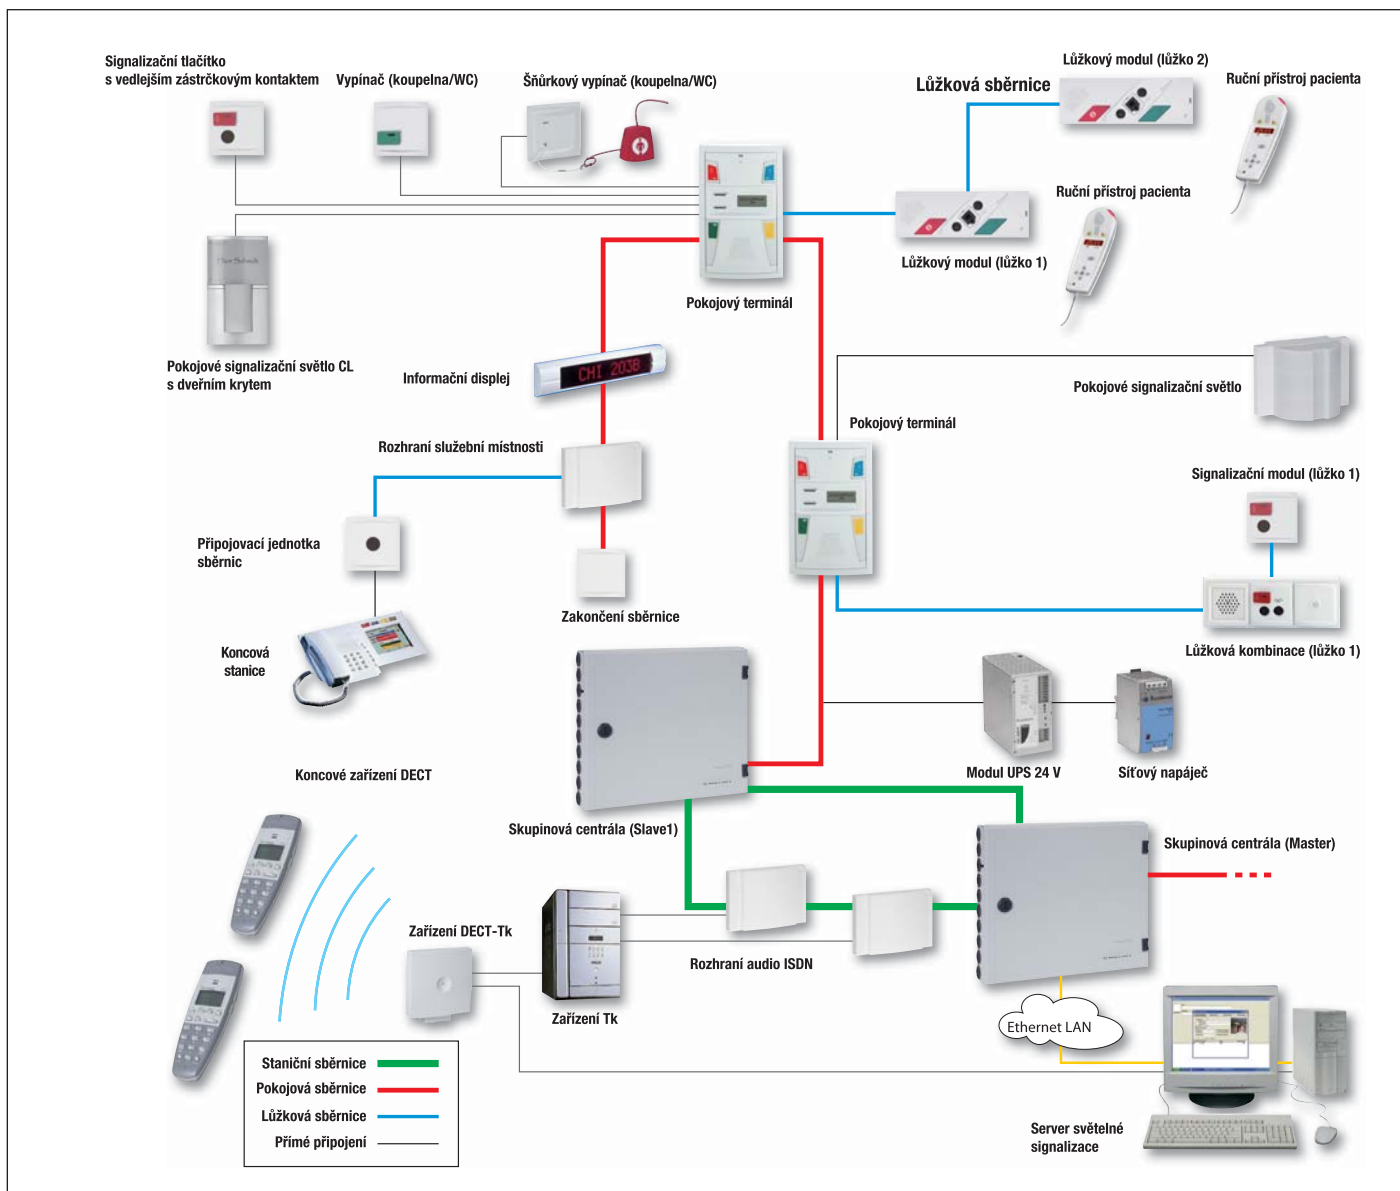 Signalizační tlačítko
s vedlejším zástrčkovým kontaktem
Vypínač (koupelna/WC)
Šňůrkový vypínač (koupelna/WC)
Lůžková sběrnice
Lůžkový modul (lůžko 2)
Ruční přístroj pacienta
Ruční přístroj pacienta
Lůžkový modul (lůžko 1)
Pokojový terminál
Pokojové signalizační světlo CL
s dveřním krytem
Informační displej
CHI 203B
Pokojové signalizační světlo
Pokojový terminál
Rozhraní služební místnosti
Signalizační modul (lůžko 1)
Připojovací jednotka
sběrnic
Zakončení sběrnice
Koncová
stanice
Lůžková kombinace (lůžko 1)
Koncové zařízení DECT
Modul UPS 24 V
Síťový napáječ
Skupinová centrála (Slave1)
Skupinová centrála (Master)
Zařízení DECT-Tk
Rozhraní audio ISDN
Zařízení Tk
Ethernet LAN
Staniční sběrnice
Pokojová sběrnice
Lůžková sběrnice
Přímé připojení
Server světelné
signalizace